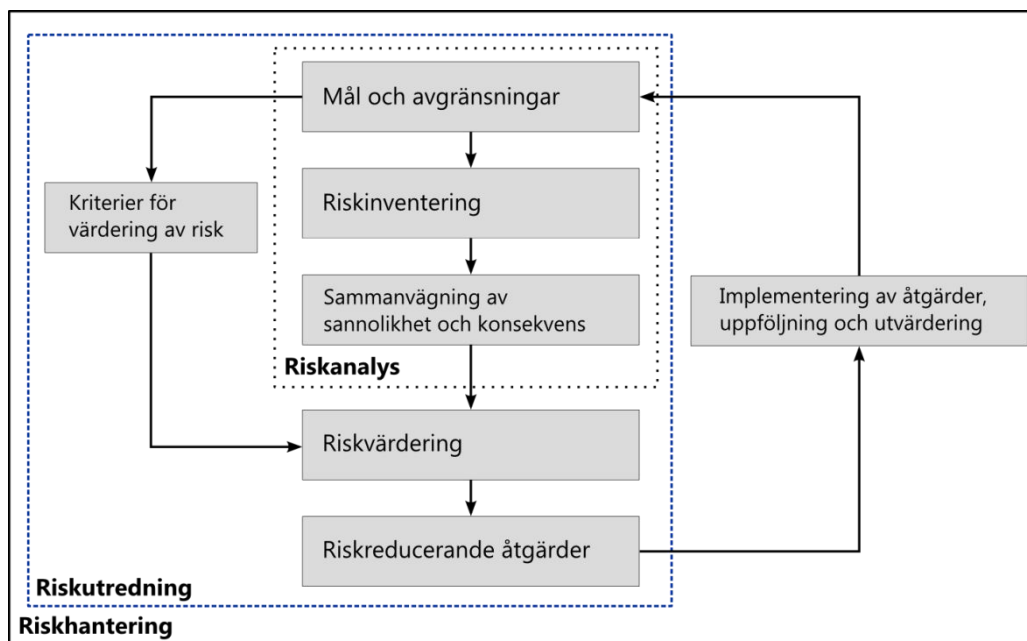 Mål och avgränsningar
Kriterier för
värdering av risk
Riskinventering
Sammanvägning av
sannolikhet och konsekvens
Implementering av åtgärder,
uppföljning och utvärdering
Riskanalys
Riskvärdering
Riskreducerande åtgärder
Riskutredning
Riskhantering